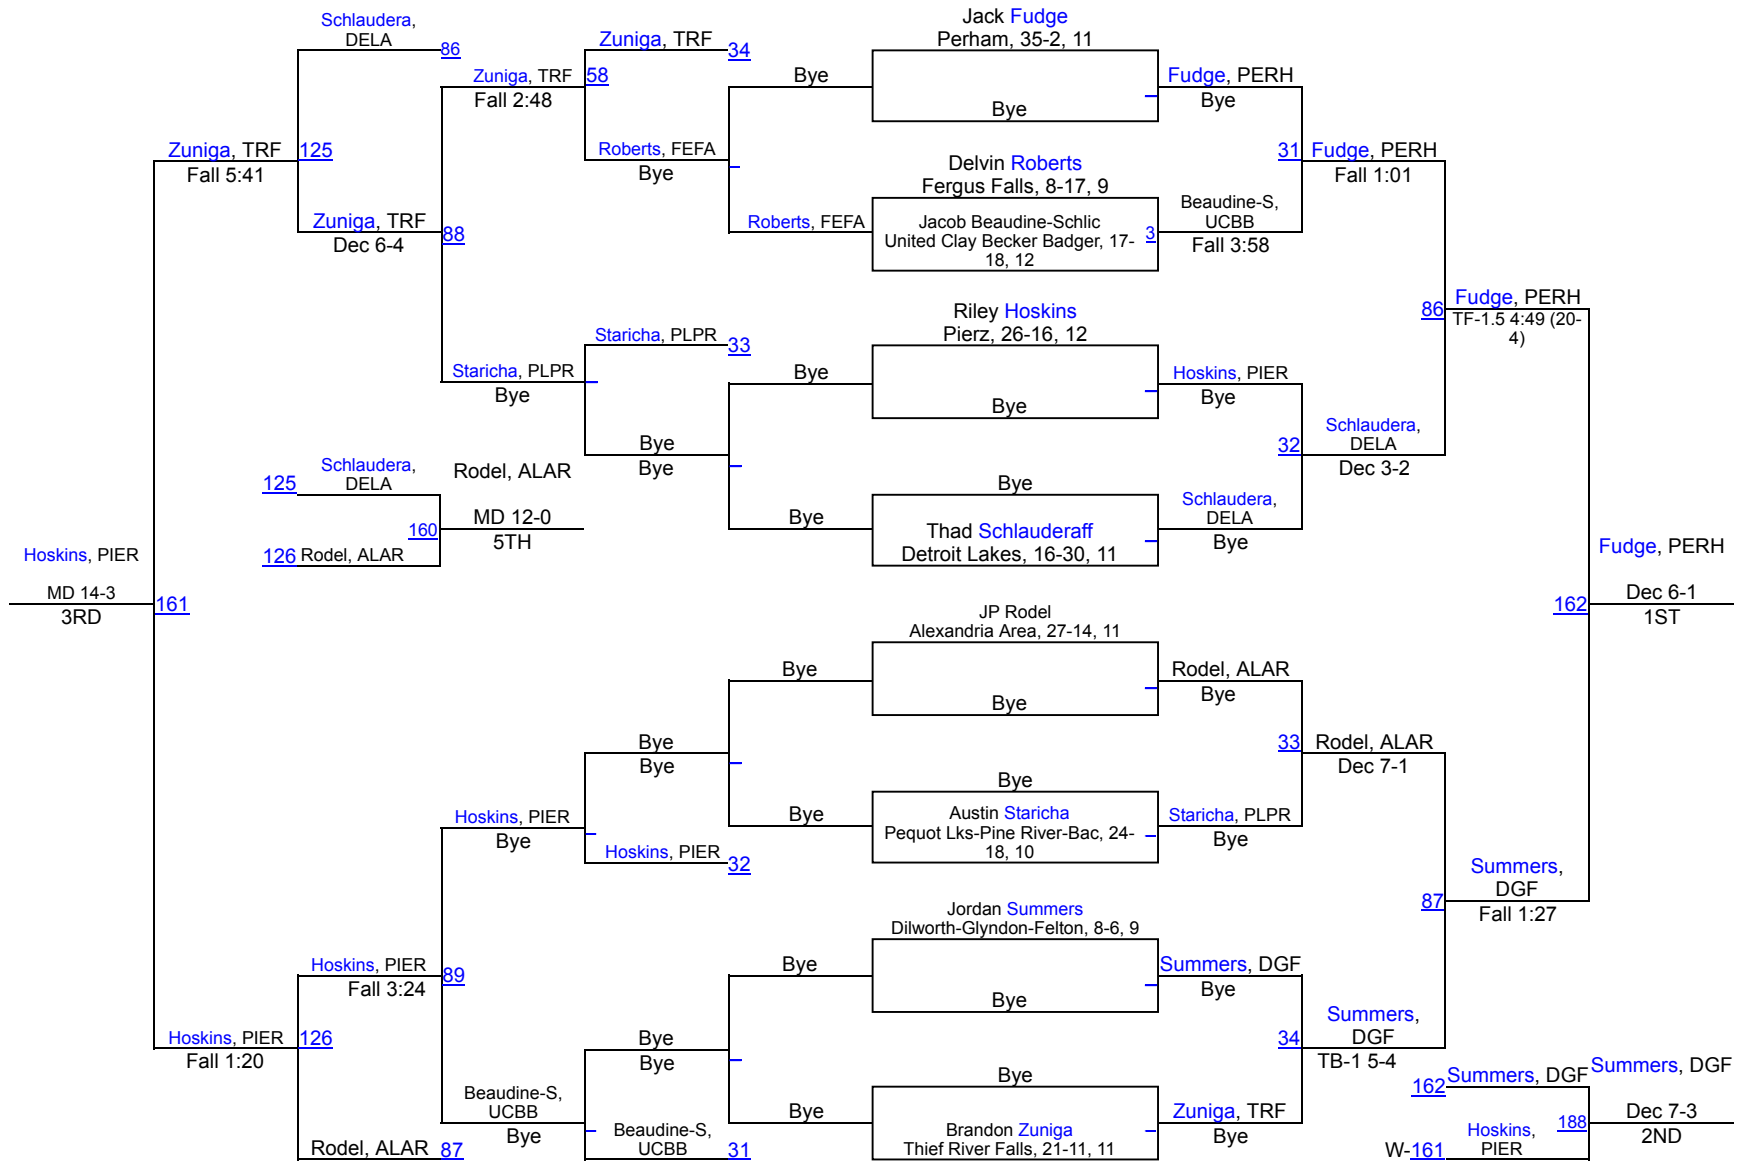 Schlaudera,
DELA
86
Zuniga, TRF
34
Jack Fudge
Perham, 35-2, 11
Zuniga, TRF
58
Fall 2:48
Bye
Bye
Fudge, PERH
Bye
Zuniga, TRF
125
Fall 5:41
Roberts, FEFA
Bye
31
Fudge, PERH
Fall 1:01
Delvin Roberts
Fergus Falls, 8-17, 9
Zuniga, TRF
88
Dec 6-4
Roberts, FEFA
Jacob Beaudine-Schlic
United Clay Becker Badger, 17-
18, 12
3
Beaudine-S,
UCBB
Fall 3:58
86
Fudge, PERH
TF-1.5 4:49 (20-
4)
Riley Hoskins
Pierz, 26-16, 12
Staricha, PLPR
33
Staricha, PLPR
Bye
Bye
Bye
Hoskins, PIER
Bye
Bye
Bye
32
Schlaudera,
DELA
Dec 3-2
Schlaudera,
DELA
125
Rodel, ALAR
160
MD 12-0
5TH
126
Rodel, ALAR
Bye
Bye
Thad Schlauderaff
Detroit Lakes, 16-30, 11
Schlaudera,
DELA
Bye
Hoskins, PIER
MD 14-3
3RD
161
Fudge, PERH
162
Dec 6-1
1ST
JP Rodel
Alexandria Area, 27-14, 11
Bye
Bye
Rodel, ALAR
Bye
Bye
Bye
33
Rodel, ALAR
Dec 7-1
Hoskins, PIER
Bye
Bye
Bye
Austin Staricha
Pequot Lks-Pine River-Bac, 24-
18, 10
Staricha, PLPR
Bye
Hoskins, PIER
32
87
Summers,
DGF
Fall 1:27
Jordan Summers
Dilworth-Glyndon-Felton, 8-6, 9
Hoskins, PIER
89
Fall 3:24
Bye
Bye
Summers, DGF
Bye
Hoskins, PIER
126
Fall 1:20
Bye
Bye
34
Summers,
DGF
TB-1 5-4
Beaudine-S,
UCBB
Bye
Bye
Bye
Brandon Zuniga
Thief River Falls, 21-11, 11
Zuniga, TRF
Bye
162
Summers, DGF
Summers, DGF
188
Dec 7-3
2ND
Rodel, ALAR
87
Beaudine-S,
UCBB
31
W-161
Hoskins,
PIER